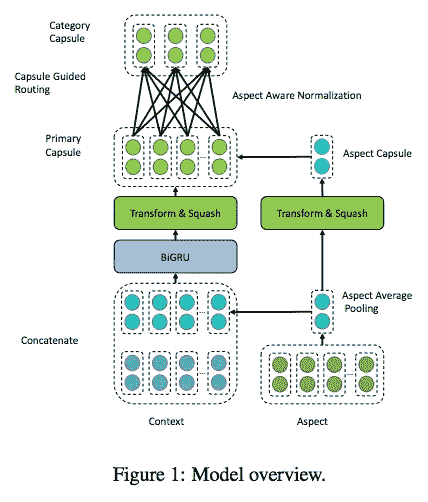 Category
Capsule
Capsule Guided
Routing
Aspect Aware Normalization
Primary
Capsule
Aspect Capsule
Transform & Squash
Transform & Squash
BiGRU
Aspect Average
Pooling
Concatenate
Context
Aspect
Figure 1: Model overview.